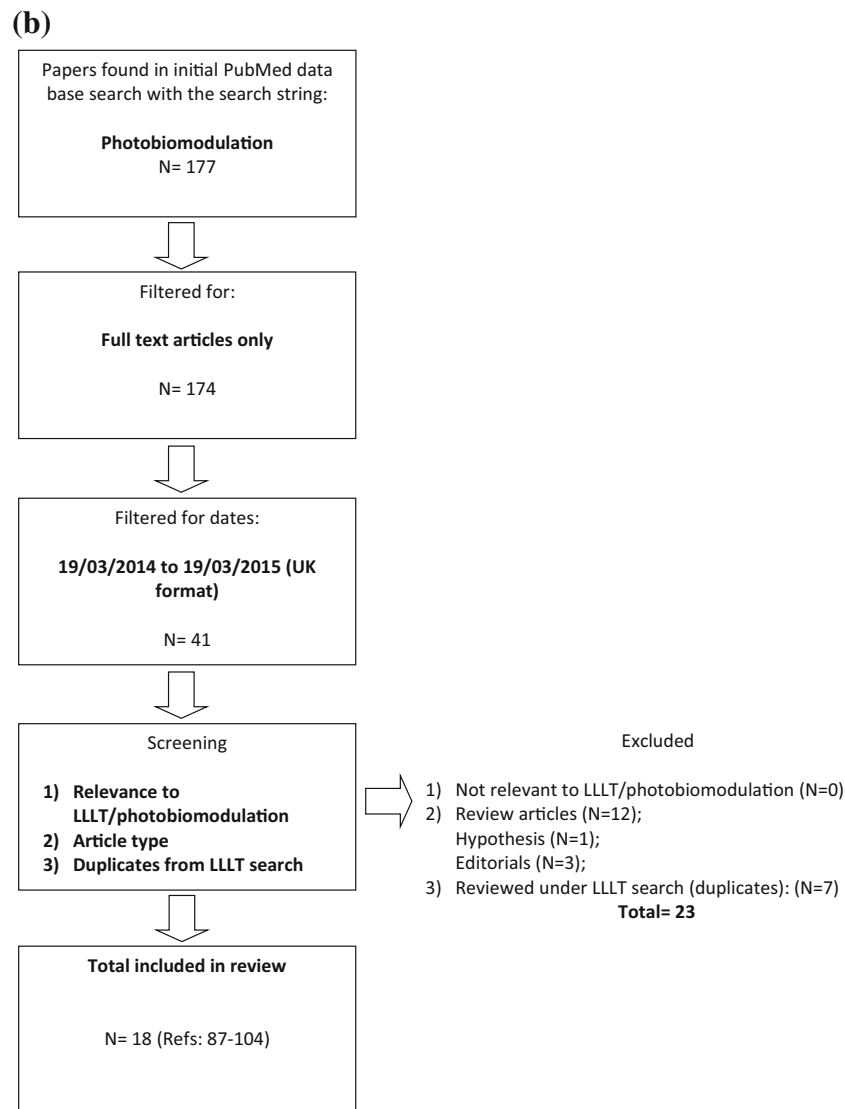 (b)
Papers found in initial PubMed data
base search with the search string:
Photobiomodulation
N= 177
Filtered for:
Full text articles only
N= 174
Filtered for dates:
19/03/2014 to 19/03/2015 (UK
format)
N= 41
Screening
1) Relevance to
LLLT/photobiomodulation
2) Article type
3) Duplicates from LLLT search
Excluded
1) Not relevant to LLLT/photobiomodulation (N=0)
2) Review articles (N=12);
Hypothesis (N=1);
Editorials (N=3);
3) Reviewed under LLLT search (duplicates): (N=7)
Total= 23
Total included in review
N= 18 (Refs: 87-104)